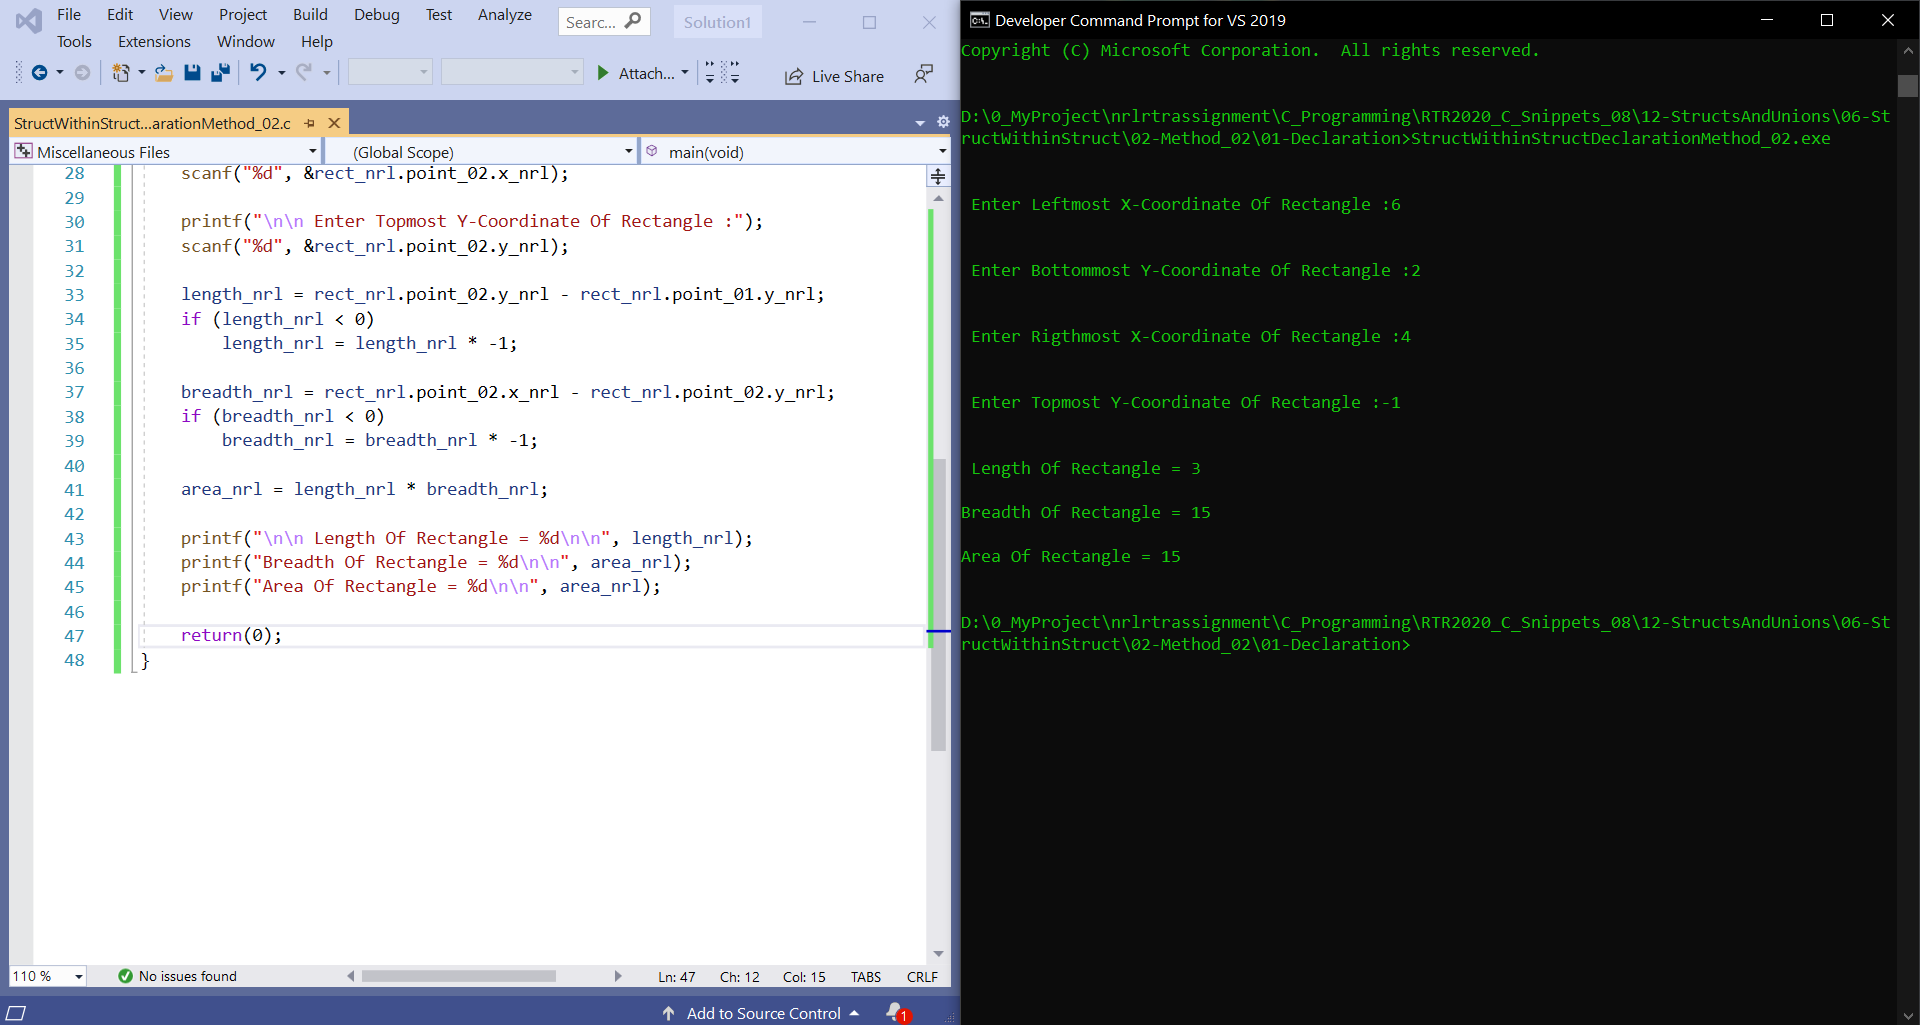 File Edit View Project Build Debug Test Analyze Searc... Solution1
Tools Extensions Window Help
Attach... Live Share
StructWithinStruct...arationMethod_02.c
Miscellaneous Files (Global Scope) main(void)
28 scanf("%d", &rect_nrl.point_02.x_nrl);
29
30 printf("\n\n Enter Topmost Y-Coordinate Of Rectangle :");
31 scanf("%d", &rect_nrl.point_02.y_nrl);
32
33 length_nrl = rect_nrl.point_02.y_nrl - rect_nrl.point_01.y_nrl;
34 if (length_nrl < 0)
35 length_nrl = length_nrl * -1;
36
37 breadth_nrl = rect_nrl.point_02.x_nrl - rect_nrl.point_02.y_nrl;
38 if (breadth_nrl < 0)
39 breadth_nrl = breadth_nrl * -1;
40
41 area_nrl = length_nrl * breadth_nrl;
42
43 printf("\n\n Length Of Rectangle = %d\n\n", length_nrl);
44 printf("Breadth Of Rectangle = %d\n\n", area_nrl);
45 printf("Area Of Rectangle = %d\n\n", area_nrl);
46
47 return(0);
48 }
110 % No issues found Ln: 47 Ch: 12 Col: 15 TABS CRLF
Add to Source Control 1
Developer Command Prompt for VS 2019
Copyright (C) Microsoft Corporation.  All rights reserved.
D:\0_MyProject\nrlrtrassignment\C_Programming\RTR2020_C_Snippets_08\12-StructsAndUnions\06-St
ructWithinStruct\02-Method_02\01-Declaration>StructWithinStructDeclarationMethod_02.exe
Enter Leftmost X-Coordinate Of Rectangle :6
Enter Bottommost Y-Coordinate Of Rectangle :2
Enter Rigthmost X-Coordinate Of Rectangle :4
Enter Topmost Y-Coordinate Of Rectangle :-1
Length Of Rectangle = 3
Breadth Of Rectangle = 15
Area Of Rectangle = 15
D:\0_MyProject\nrlrtrassignment\C_Programming\RTR2020_C_Snippets_08\12-StructsAndUnions\06-St
ructWithinStruct\02-Method_02\01-Declaration>